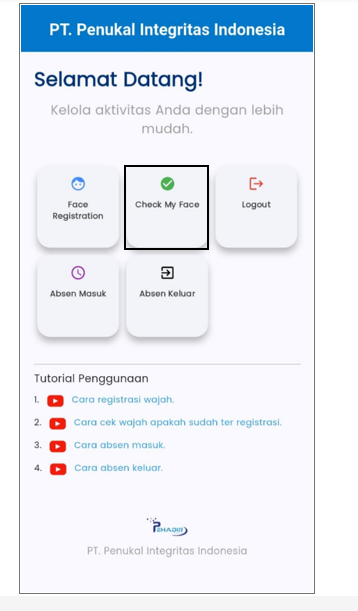 PT. Penukal Integritas Indonesia
Selamat Datang!
Kelola aktivitas Anda dengan lebih
mudah.
Face
Registration
Check My Face
Logout
Absen Masuk
Absen Keluar
Tutorial Penggunaan
1. Cara registrasi wajah.
2. Cara cek wajah apakah sudah ter registrasi.
3. Cara absen masuk.
4. Cara absen keluar.
PEHADIR
PT. Penukal Integritas Indonesia